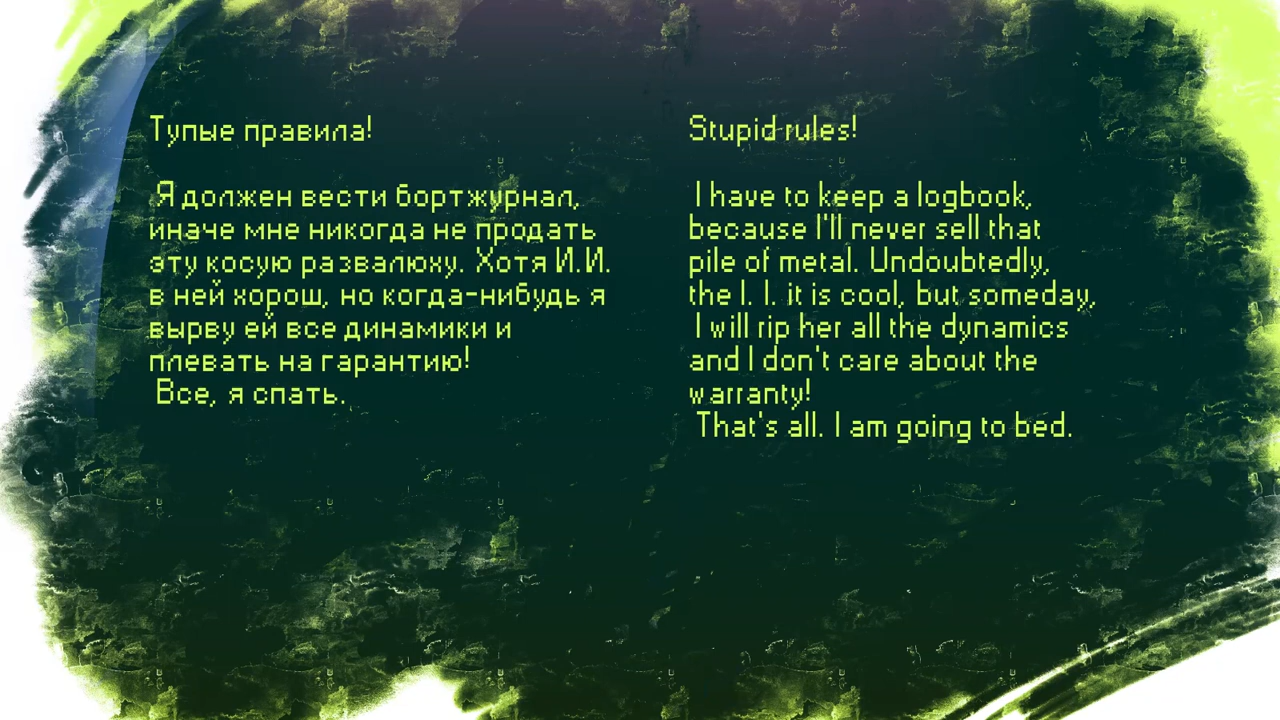 Тупые правила!
Я должен вести бортжурнал,
иначе мне никогда не продать
эту косую развалюху. Хотя И.И.
в ней хорош, но когда-нибудь я
вырву ей все динамики и
плевать на гарантию!
Все, я спать.
Stupid rules!
I have to keep a logbook,
because I'll never sell that
pile of metal. Undoubtedly,
the I. I. it is cool, but someday,
I will rip her all the dynamics
and I don't care about the
warranty!
That's all. I am going to bed.